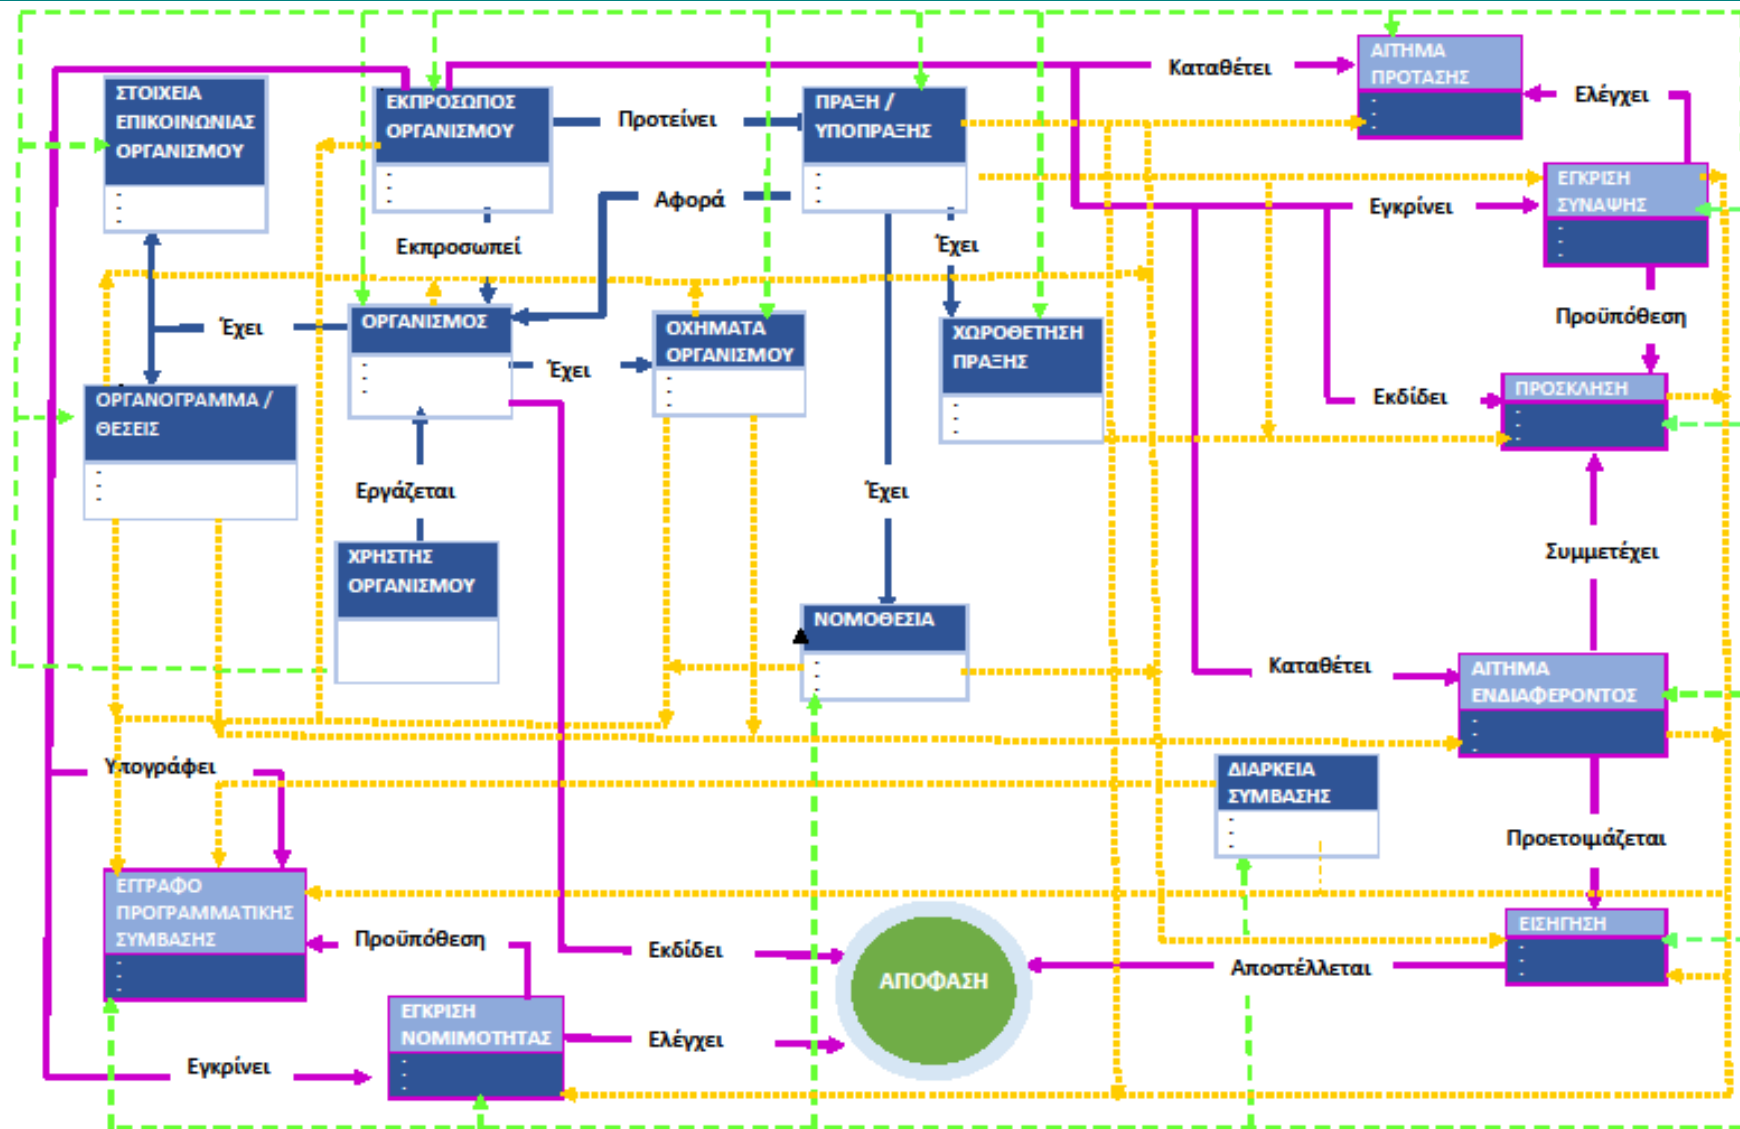 Καταθέτει
ΑΙΤΗΜΑ
ΠΡΟΤΑΣΗΣ
ΣΤΟΙΧΕΙΑ
ΕΠΙΚΟΙΝΩΝΙΑΣ
ΟΡΓΑΝΙΣΜΟΥ
ΕΚΠΡΟΣΩΠΟΣ
ΟΡΓΑΝΙΣΜΟΥ
Προτείνει
ΠΡΑΞΗ /
ΥΠΟΠΡΑΞΗΣ
Ελέγχει
ΕΓΚΡΙΣΗ
ΣΥΝΑΨΗΣ
Αφορά
Εγκρίνει
Εκπροσωπεί
Έχει
Προϋπόθεση
Έχει
ΟΡΓΑΝΙΣΜΟΣ
Έχει
ΟΧΗΜΑΤΑ
ΟΡΓΑΝΙΣΜΟΥ
ΧΩΡΟΘΕΤΗΣΗ
ΠΡΑΞΗΣ
ΟΡΓΑΝΟΓΡΑΜΜΑ /
ΘΕΣΕΙΣ
Εκδίδει
ΠΡΟΣΚΛΗΣΗ
Εργάζεται
Έχει
Συμμετέχει
ΧΡΗΣΤΗΣ
ΟΡΓΑΝΙΣΜΟΥ
ΝΟΜΟΘΕΣΙΑ
Καταθέτει
ΑΙΤΗΜΑ
ΕΝΔΙΑΦΕΡΟΝΤΟΣ
Υπογράφει
ΔΙΑΡΚΕΙΑ
ΣΥΜΒΑΣΗΣ
Προετοιμάζεται
ΕΓΓΡΑΦΟ
ΠΡΟΓΡΑΜΜΑΤΙΚΗΣ
ΣΥΜΒΑΣΗΣ
Προϋπόθεση
Εκδίδει
ΑΠΟΦΑΣΗ
Αποστέλλεται
ΕΙΣΗΓΗΣΗ
ΕΓΚΡΙΣΗ
ΝΟΜΙΜΟΤΗΤΑΣ
Ελέγχει
Εγκρίνει